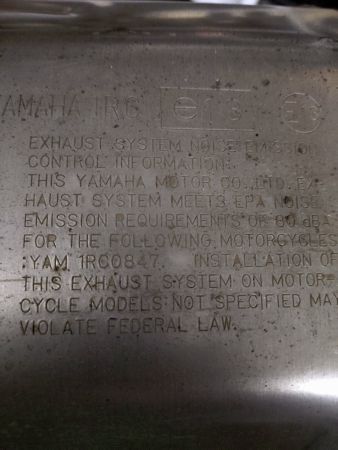 YAMAHA 1RC e13
EXHAUST SYSTEM NOISE EMISSION
CONTROL INFORMATION:
THIS YAMAHA MOTOR CO., LTD. EX-
HAUST SYSTEM MEETS EPA NOISE
EMISSION REQUIREMENTS OF 80 dBA
FOR THE FOLLOWING MOTORCYCLES
:YAM 1RC0847. INSTALLATION OF
THIS EXHAUST SYSTEM ON MOTOR-
CYCLE MODELS NOT SPECIFIED MAY
VIOLATE FEDERAL LAW.